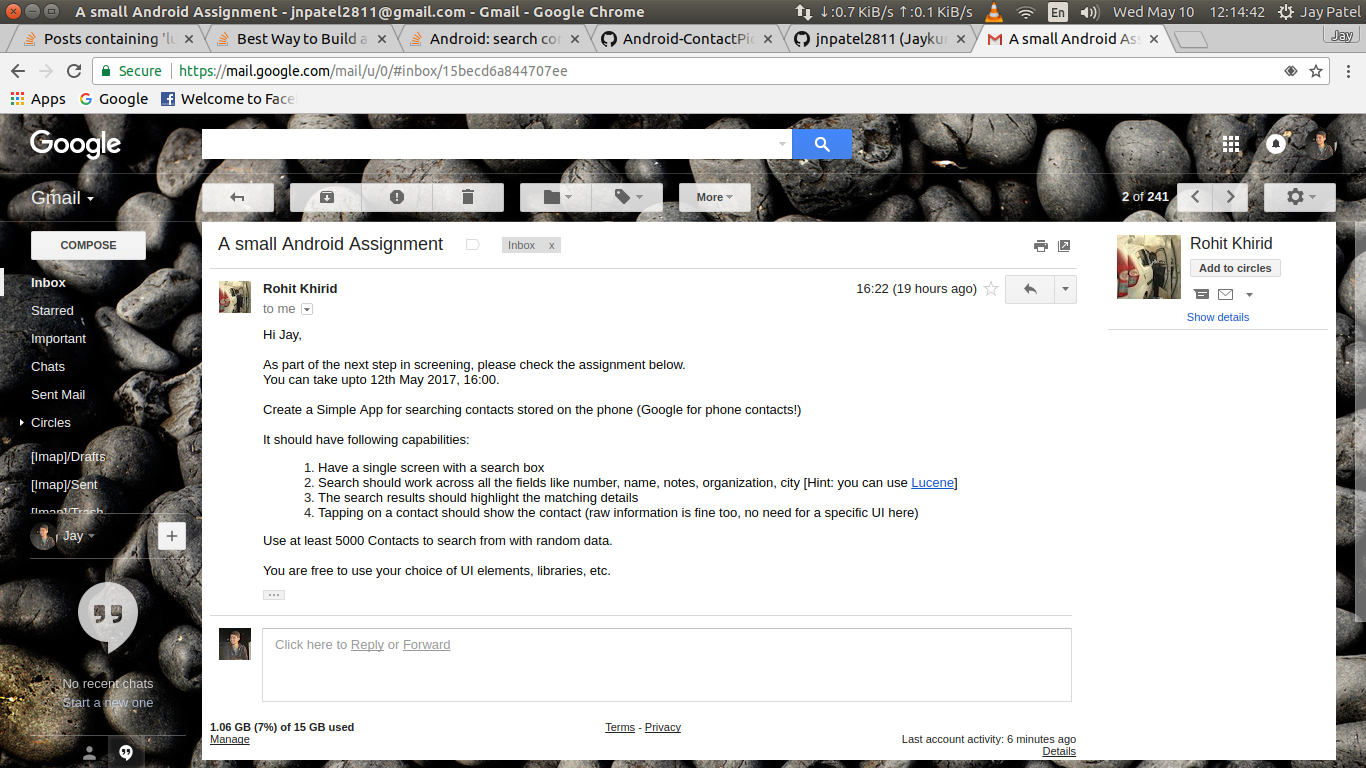 A small Android Assignment - jnpatel2811@gmail.com - Gmail - Google Chrome
↓:0.7 KiB/s ↑:0.1 KiB/s
En
Wed May 10 12:14:42
Jay Patel
Posts containing 'lu
Best Way to Build a
Android: search co
Android-ContactPi
jnpatel2811 (Jayku
A small Android As
Jay
Secure
https://mail.google.com/mail/u/0/#inbox/15becd6a844707ee
Apps
Google
Welcome to Face
Google
Gmail
More
2 of 241
COMPOSE
Inbox
Starred
Important
Chats
Sent Mail
Circles
[Imap]/Drafts
[Imap]/Sent
[Imap]/Trash
Jay
No recent chats
Start a new one
A small Android Assignment
Inbox x
Rohit Khirid
to me
16:22 (19 hours ago)
Hi Jay,
As part of the next step in screening, please check the assignment below.
You can take upto 12th May 2017, 16:00.
Create a Simple App for searching contacts stored on the phone (Google for phone contacts!)
It should have following capabilities:
1. Have a single screen with a search box
2. Search should work across all the fields like number, name, notes, organization, city [Hint: you can use Lucene]
3. The search results should highlight the matching details
4. Tapping on a contact should show the contact (raw information is fine too, no need for a specific UI here)
Use at least 5000 Contacts to search from with random data.
You are free to use your choice of UI elements, libraries, etc.
Click here to Reply or Forward
1.06 GB (7%) of 15 GB used
Manage
Terms - Privacy
Last account activity: 6 minutes ago
Details
Rohit Khirid
Add to circles
Show details